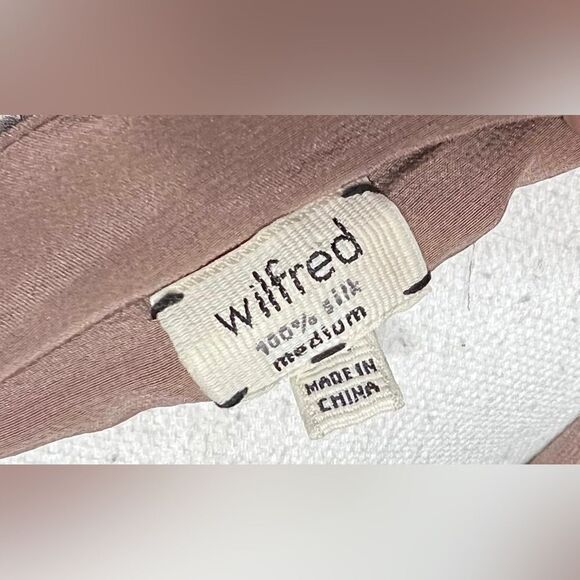 wilfred
100% silk
medium
MADE IN
CHINA